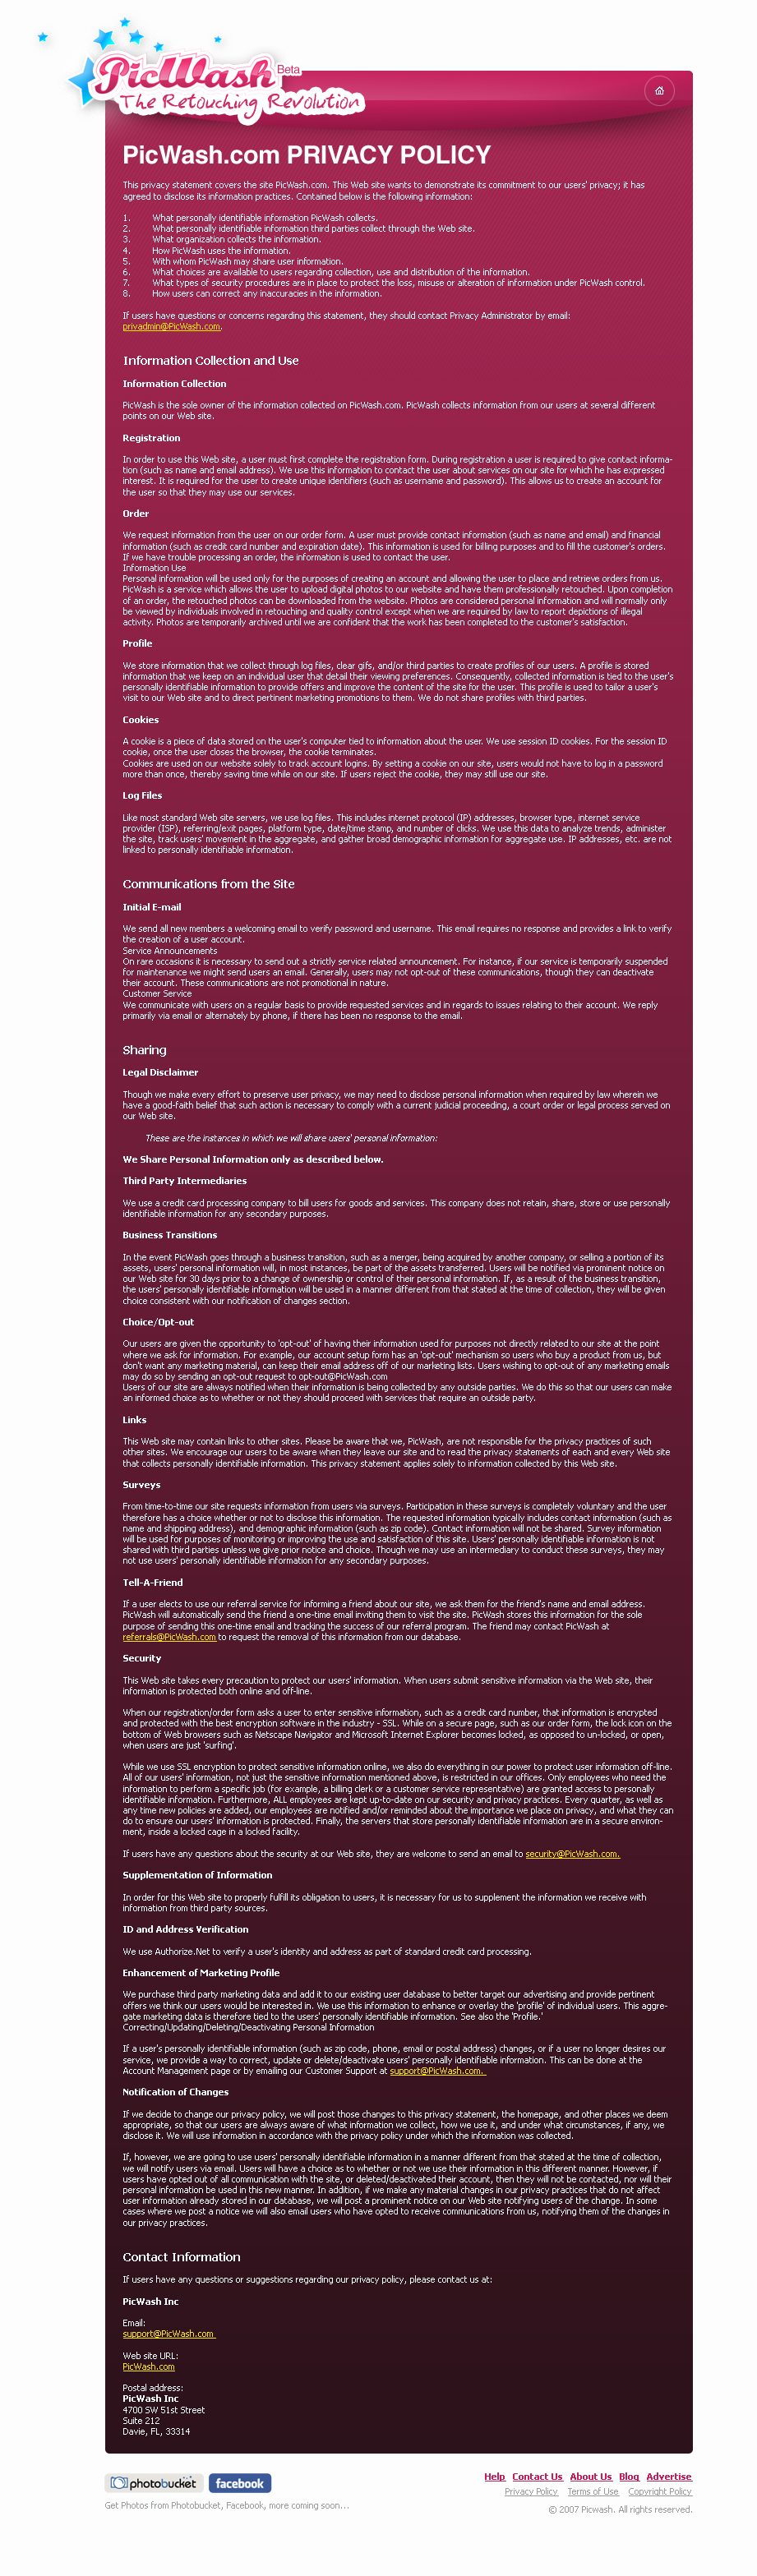 PicWash Beta
The Retouching Revolution
PicWash.com PRIVACY POLICY
This privacy statement covers the site PicWash.com. This Web site wants to demonstrate its commitment to our users' privacy; it has
agreed to disclose its information practices. Contained below is the following information:
1. What personally identifiable information PicWash collects.
2. What personally identifiable information third parties collect through the Web site.
3. What organization collects the information.
4. How PicWash uses the information.
5. With whom PicWash may share user information.
6. What choices are available to users regarding collection, use and distribution of the information.
7. What types of security procedures are in place to protect the loss, misuse or alteration of information under PicWash control.
8. How users can correct any inaccuracies in the information.
If users have questions or concerns regarding this statement, they should contact Privacy Administrator by email:
privadmin@PicWash.com.
Information Collection and Use
Information Collection
PicWash is the sole owner of the information collected on PicWash.com. PicWash collects information from our users at several different
points on our Web site.
Registration
In order to use this Web site, a user must first complete the registration form. During registration a user is required to give contact informa-
tion (such as name and email address). We use this information to contact the user about services on our site for which he has expressed
interest. It is required for the user to create unique identifiers (such as username and password). This allows us to create an account for
the user so that they may use our services.
Order
We request information from the user on our order form. A user must provide contact information (such as name and email) and financial
information (such as credit card number and expiration date). This information is used for billing purposes and to fill the customer's orders.
If we have trouble processing an order, the information is used to contact the user.
Information Use
Personal information will be used only for the purposes of creating an account and allowing the user to place and retrieve orders from us.
PicWash is a service which allows the user to upload digital photos to our website and have them professionally retouched. Upon completion
of an order, the retouched photos can be downloaded from the website. Photos are considered personal information and will normally only
be viewed by individuals involved in retouching and quality control except when we are required by law to report depictions of illegal
activity. Photos are temporarily archived until we are confident that the work has been completed to the customer's satisfaction.
Profile
We store information that we collect through log files, clear gifs, and/or third parties to create profiles of our users. A profile is stored
information that we keep on an individual user that detail their viewing preferences. Consequently, collected information is tied to the user's
personally identifiable information to provide offers and improve the content of the site for the user. This profile is used to tailor a user's
visit to our Web site and to direct pertinent marketing promotions to them. We do not share profiles with third parties.
Cookies
A cookie is a piece of data stored on the user's computer tied to information about the user. We use session ID cookies. For the session ID
cookie, once the user closes the browser, the cookie terminates.
Cookies are used on our website solely to track account logins. By setting a cookie on our site, users would not have to log in a password
more than once, thereby saving time while on our site. If users reject the cookie, they may still use our site.
Log Files
Like most standard Web site servers, we use log files. This includes internet protocol (IP) addresses, browser type, internet service
provider (ISP), referring/exit pages, platform type, date/time stamp, and number of clicks. We use this data to analyze trends, administer
the site, track users' movement in the aggregate, and gather broad demographic information for aggregate use. IP addresses, etc. are not
linked to personally identifiable information.
Communications from the Site
Initial E-mail
We send all new members a welcoming email to verify password and username. This email requires no response and provides a link to verify
the creation of a user account.
Service Announcements
On rare occasions it is necessary to send out a strictly service related announcement. For instance, if our service is temporarily suspended
for maintenance we might send users an email. Generally, users may not opt-out of these communications, though they can deactivate
their account. These communications are not promotional in nature.
Customer Service
We communicate with users on a regular basis to provide requested services and in regards to issues relating to their account. We reply
primarily via email or alternately by phone, if there has been no response to the email.
Sharing
Legal Disclaimer
Though we make every effort to preserve user privacy, we may need to disclose personal information when required by law wherein we
have a good-faith belief that such action is necessary to comply with a current judicial proceeding, a court order or legal process served on
our Web site.
These are the instances in which we will share users' personal information:
We Share Personal Information only as described below.
Third Party Intermediaries
We use a credit card processing company to bill users for goods and services. This company does not retain, share, store or use personally
identifiable information for any secondary purposes.
Business Transitions
In the event PicWash goes through a business transition, such as a merger, being acquired by another company, or selling a portion of its
assets, users' personal information will, in most instances, be part of the assets transferred. Users will be notified via prominent notice on
our Web site for 30 days prior to a change of ownership or control of their personal information. If, as a result of the business transition,
the users' personally identifiable information will be used in a manner different from that stated at the time of collection, they will be given
choice consistent with our notification of changes section.
Choice/Opt-out
Our users are given the opportunity to 'opt-out' of having their information used for purposes not directly related to our site at the point
where we ask for information. For example, our account setup form has an 'opt-out' mechanism so users who buy a product from us, but
don't want any marketing material, can keep their email address off of our marketing lists. Users wishing to opt-out of any marketing emails
may do so by sending an opt-out request to opt-out@PicWash.com
Users of our site are always notified when their information is being collected by any outside parties. We do this so that our users can make
an informed choice as to whether or not they should proceed with services that require an outside party.
Links
This Web site may contain links to other sites. Please be aware that we, PicWash, are not responsible for the privacy practices of such
other sites. We encourage our users to be aware when they leave our site and to read the privacy statements of each and every Web site
that collects personally identifiable information. This privacy statement applies solely to information collected by this Web site.
Surveys
From time-to-time our site requests information from users via surveys. Participation in these surveys is completely voluntary and the user
therefore has a choice whether or not to disclose this information. The requested information typically includes contact information (such as
name and shipping address), and demographic information (such as zip code). Contact information will not be shared. Survey information
will be used for purposes of monitoring or improving the use and satisfaction of this site. Users' personally identifiable information is not
shared with third parties unless we give prior notice and choice. Though we may use an intermediary to conduct these surveys, they may
not use users' personally identifiable information for any secondary purposes.
Tell-A-Friend
If a user elects to use our referral service for informing a friend about our site, we ask them for the friend's name and email address.
PicWash will automatically send the friend a one-time email inviting them to visit the site. PicWash stores this information for the sole
purpose of sending this one-time email and tracking the success of our referral program. The friend may contact PicWash at
referrals@PicWash.com to request the removal of this information from our database.
Security
This Web site takes every precaution to protect our users' information. When users submit sensitive information via the Web site, their
information is protected both online and off-line.
When our registration/order form asks a user to enter sensitive information, such as a credit card number, that information is encrypted
and protected with the best encryption software in the industry - SSL. While on a secure page, such as our order form, the lock icon on the
bottom of Web browsers such as Netscape Navigator and Microsoft Internet Explorer becomes locked, as opposed to un-locked, or open,
when users are just 'surfing'.
While we use SSL encryption to protect sensitive information online, we also do everything in our power to protect user information off-line.
All of our users' information, not just the sensitive information mentioned above, is restricted in our offices. Only employees who need the
information to perform a specific job (for example, a billing clerk or a customer service representative) are granted access to personally
identifiable information. Furthermore, ALL employees are kept up-to-date on our security and privacy practices. Every quarter, as well as
any time new policies are added, our employees are notified and/or reminded about the importance we place on privacy, and what they can
do to ensure our users' information is protected. Finally, the servers that store personally identifiable information are in a secure environ-
ment, inside a locked cage in a locked facility.
If users have any questions about the security at our Web site, they are welcome to send an email to security@PicWash.com.
Supplementation of Information
In order for this Web site to properly fulfill its obligation to users, it is necessary for us to supplement the information we receive with
information from third party sources.
ID and Address Verification
We use Authorize.Net to verify a user's identity and address as part of standard credit card processing.
Enhancement of Marketing Profile
We purchase third party marketing data and add it to our existing user database to better target our advertising and provide pertinent
offers we think our users would be interested in. We use this information to enhance or overlay the 'profile' of individual users. This aggre-
gate marketing data is therefore tied to the users' personally identifiable information. See also the 'Profile.'
Correcting/Updating/Deleting/Deactivating Personal Information
If a user's personally identifiable information (such as zip code, phone, email or postal address) changes, or if a user no longer desires our
service, we provide a way to correct, update or delete/deactivate users' personally identifiable information. This can be done at the
Account Management page or by emailing our Customer Support at support@PicWash.com.
Notification of Changes
If we decide to change our privacy policy, we will post those changes to this privacy statement, the homepage, and other places we deem
appropriate, so that our users are always aware of what information we collect, how we use it, and under what circumstances, if any, we
disclose it. We will use information in accordance with the privacy policy under which the information was collected.
If, however, we are going to use users' personally identifiable information in a manner different from that stated at the time of collection,
we will notify users via email. Users will have a choice as to whether or not we use their information in this different manner. However, if
users have opted out of all communication with the site, or deleted/deactivated their account, then they will not be contacted, nor will their
personal information be used in this new manner. In addition, if we make any material changes in our privacy practices that do not affect
user information already stored in our database, we will post a prominent notice on our Web site notifying users of the change. In some
cases where we post a notice we will also email users who have opted to receive communications from us, notifying them of the changes in
our privacy practices.
Contact Information
If users have any questions or suggestions regarding our privacy policy, please contact us at:
PicWash Inc
Email:
support@PicWash.com
Web site URL:
PicWash.com
Postal address:
PicWash Inc
4700 SW 51st Street
Suite 212
Davie, FL, 33314
photobucket facebook
Help Contact Us About Us Blog Advertise
Privacy Policy Terms of Use Copyright Policy
Get Photos from Photobucket, Facebook, more coming soon...
© 2007 Picwash. All rights reserved.